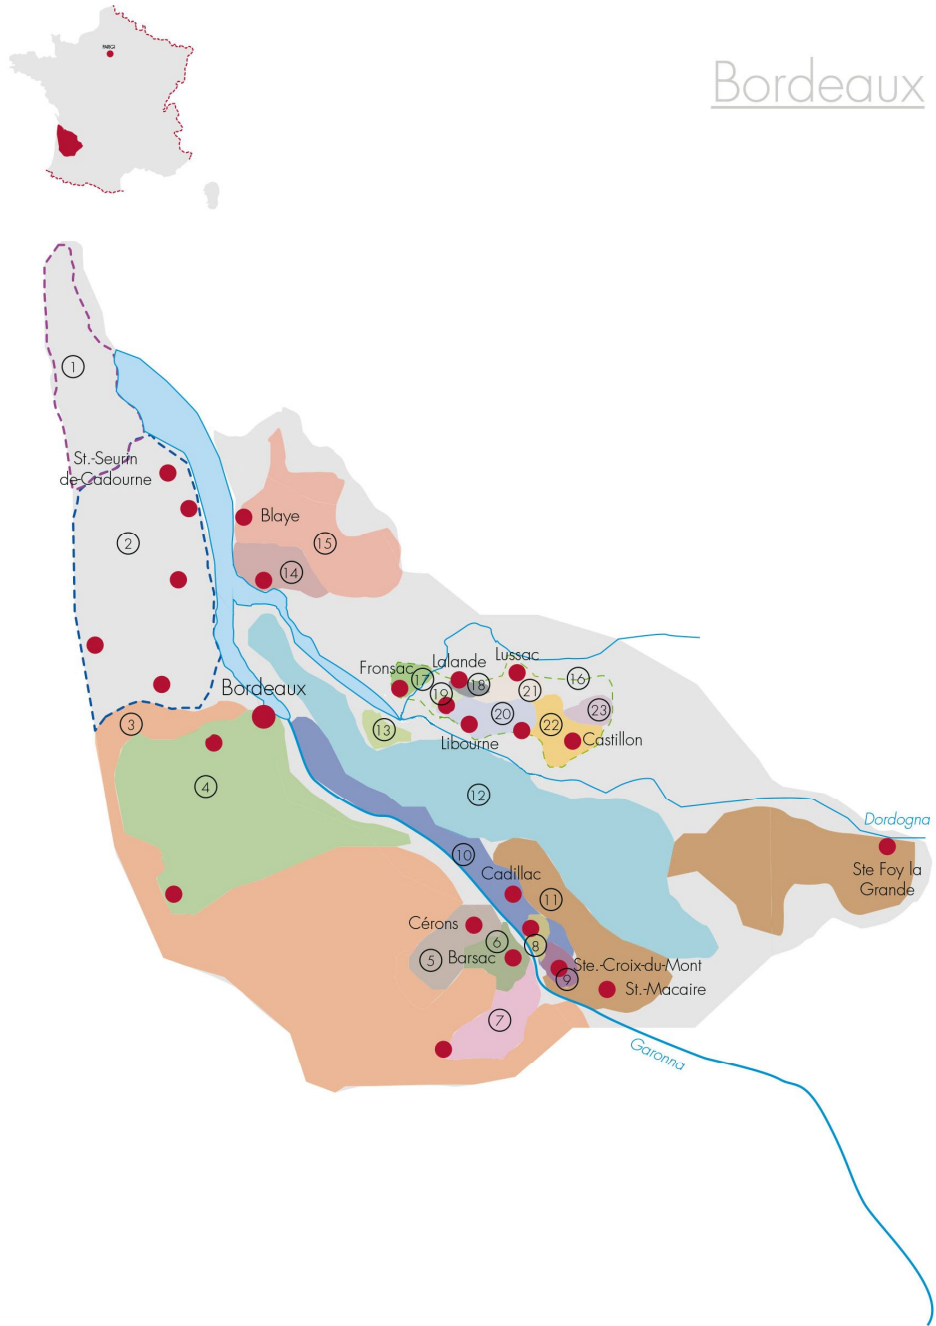 PARIGI
Bordeaux
1
St.-Seurin
de-Cadourne
2
Blaye
15
14
Fronsac
17
Lalande
18
Lussac
16
19
21
20
22
23
Bordeaux
3
13
Libourne
Castillon
4
12
Dordogna
10
Ste Foy la
Grande
Cadillac
11
Cérons
6
8
5
Barsac
Ste.-Croix-du-Mont
9
St.-Macaire
7
Garonna